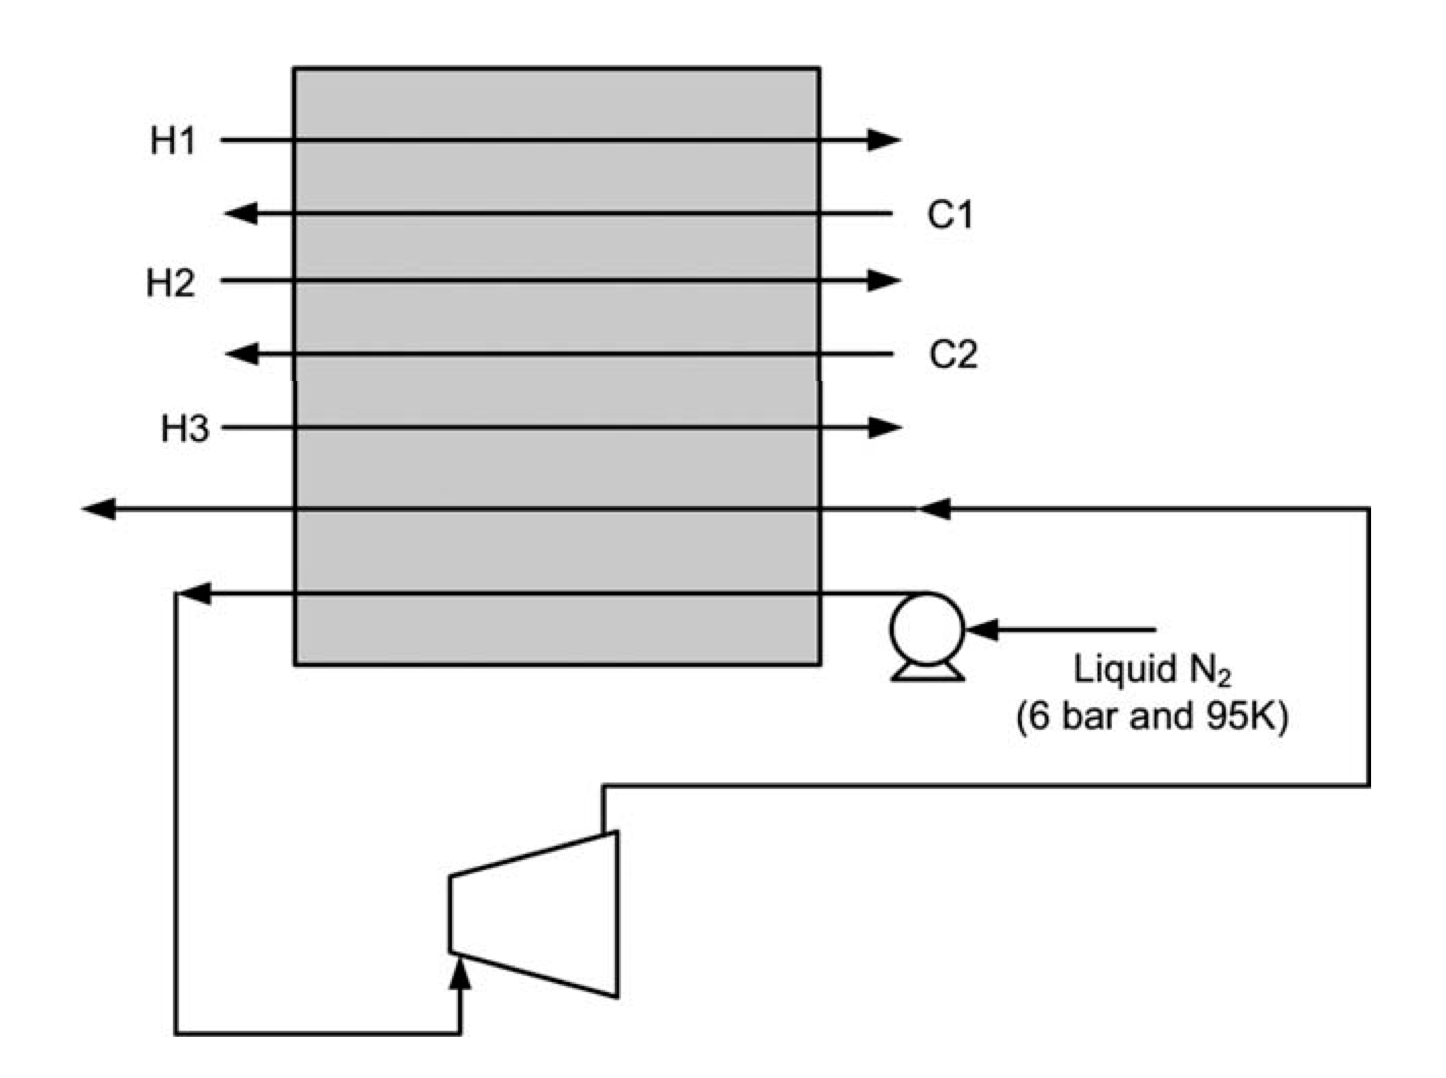 H1
C1
H2
C2
H3
Liquid N₂
(6 bar and 95K)